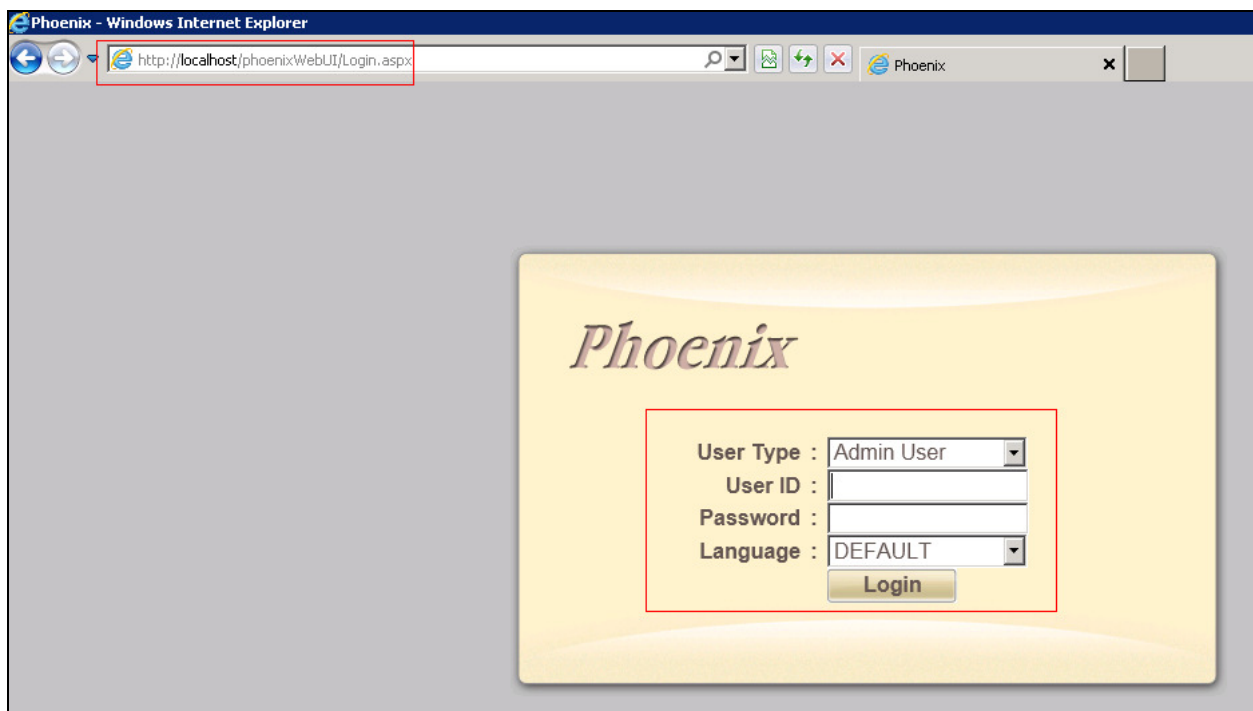 Phoenix - Windows Internet Explorer
http://localhost/phoenixWebUI/Login.aspx
Phoenix
Phoenix
User Type : Admin User
User ID :
Password :
Language : DEFAULT
Login